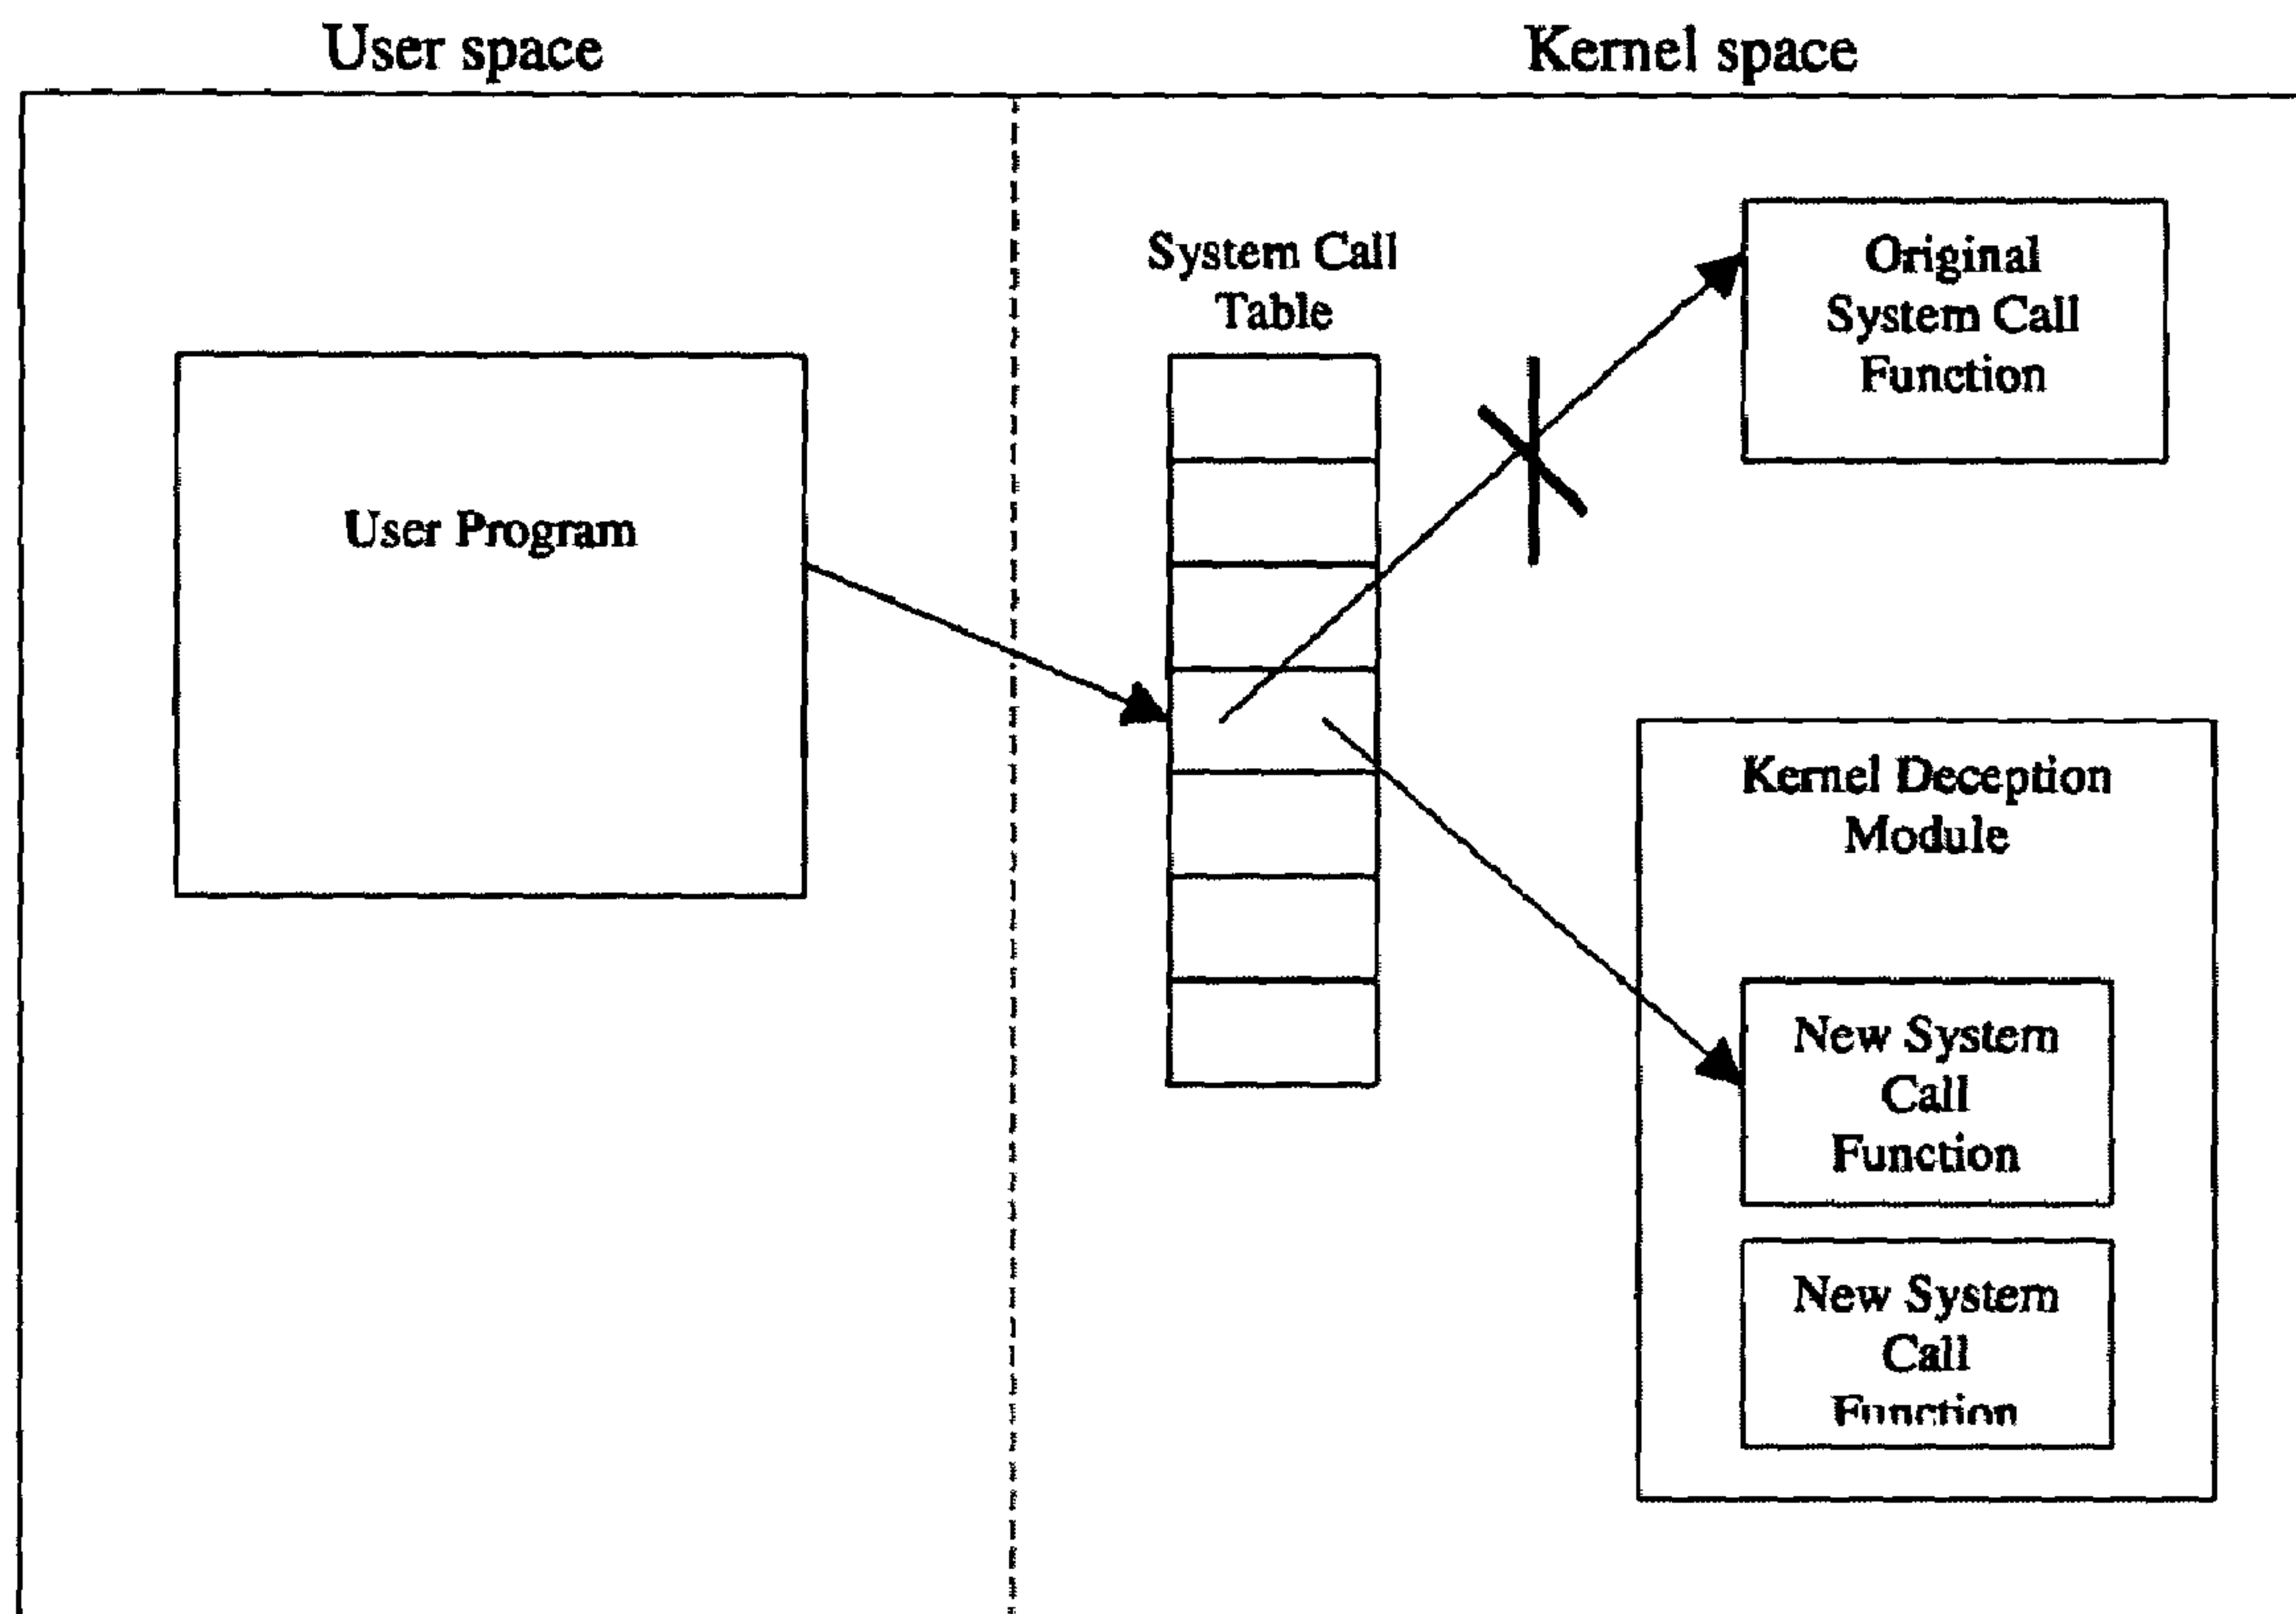 User space
Kernel space
System Call
Table
Original
System Call
Function
User Program
Kernel Deception
Module
New System
Call
Function
New System
Call
Function